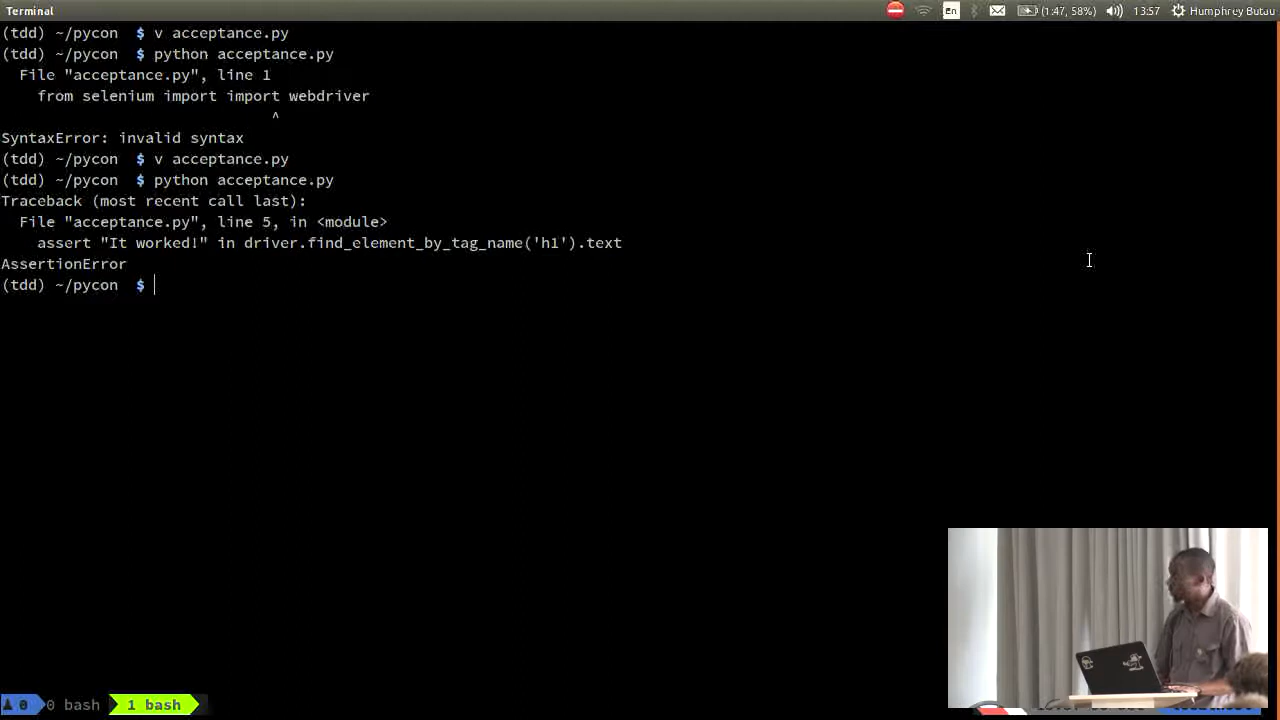 Terminal
En
(1:47, 58%)
13:57
Humphrey Butau
(tdd) ~/pycon $ v acceptance.py
(tdd) ~/pycon $ python acceptance.py
File "acceptance.py", line 1
from selenium import import webdriver
^
SyntaxError: invalid syntax
(tdd) ~/pycon $ v acceptance.py
(tdd) ~/pycon $ python acceptance.py
Traceback (most recent call last):
File "acceptance.py", line 5, in <module>
assert "It worked!" in driver.find_element_by_tag_name('h1').text
AssertionError
(tdd) ~/pycon $
0 0 bash 1 bash